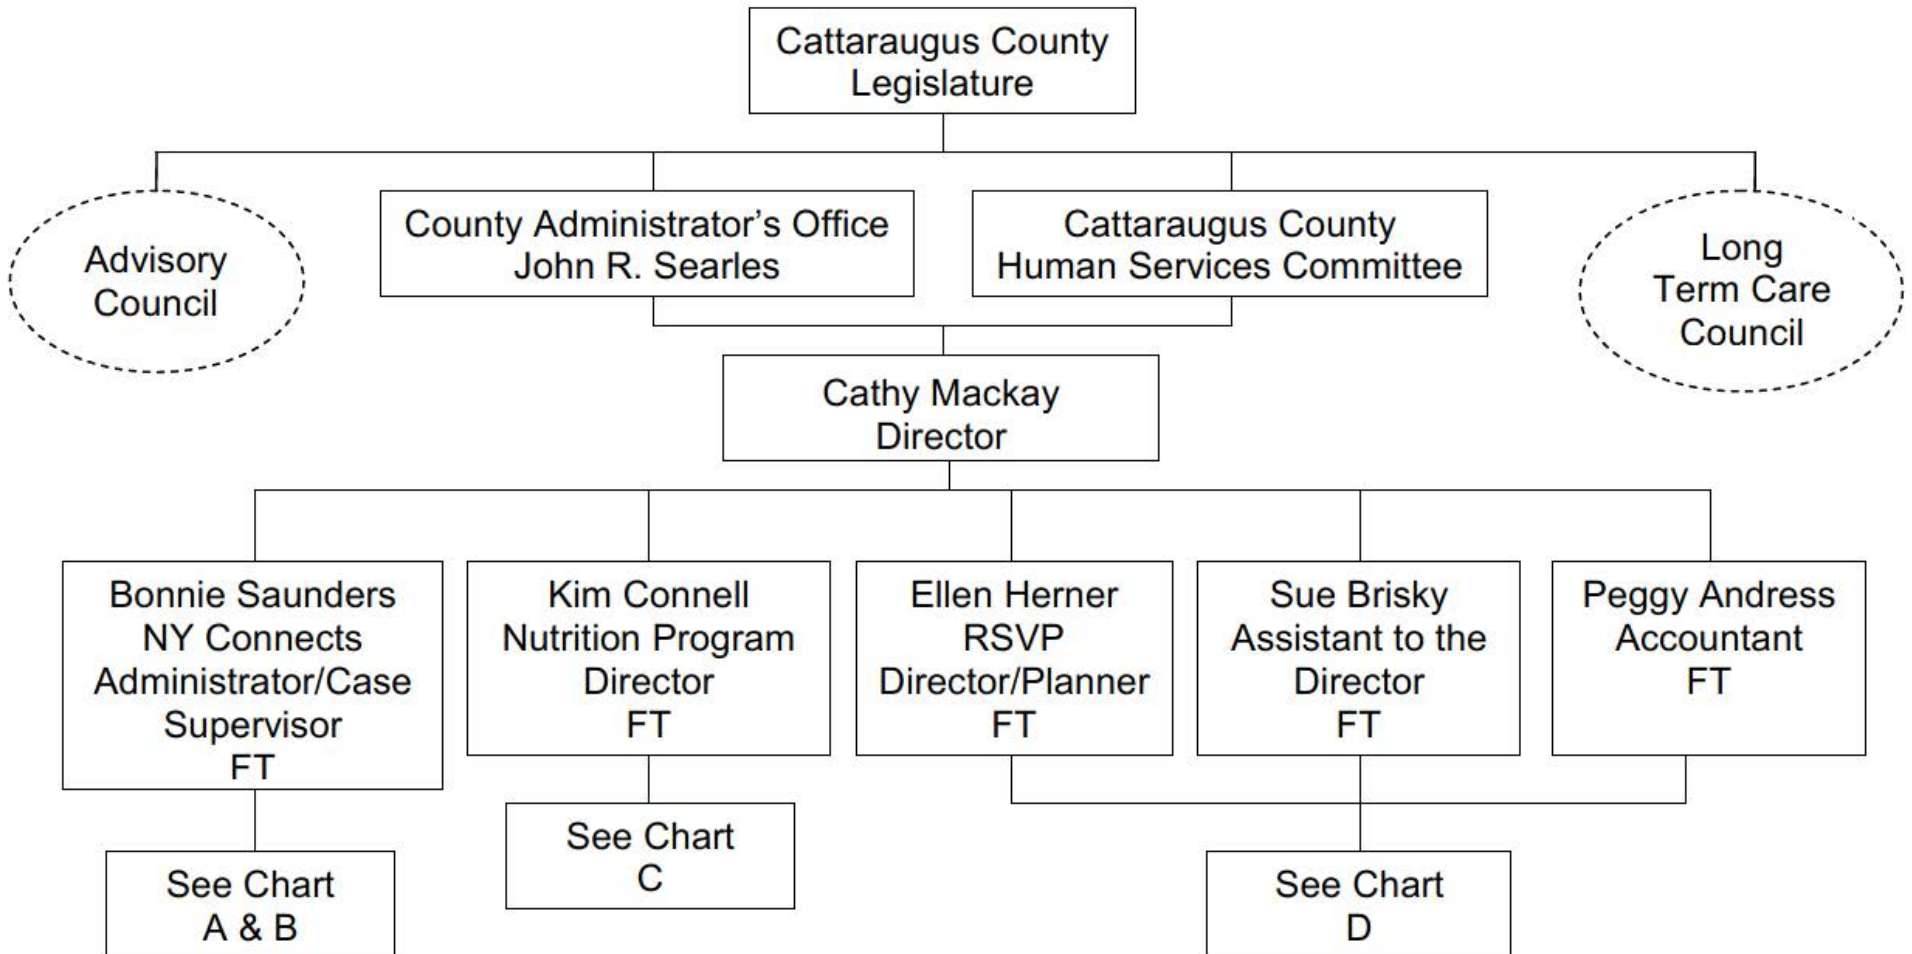 Cattaraugus County
Legislature
Advisory
Council
County Administrator’s Office
John R. Searles
Cattaraugus County
Human Services Committee
Long
Term Care
Council
Cathy Mackay
Director
Bonnie Saunders
NY Connects
Administrator/Case
Supervisor
FT
Kim Connell
Nutrition Program
Director
FT
Ellen Herner
RSVP
Director/Planner
FT
Sue Brisky
Assistant to the
Director
FT
Peggy Andress
Accountant
FT
See Chart
A & B
See Chart
C
See Chart
D